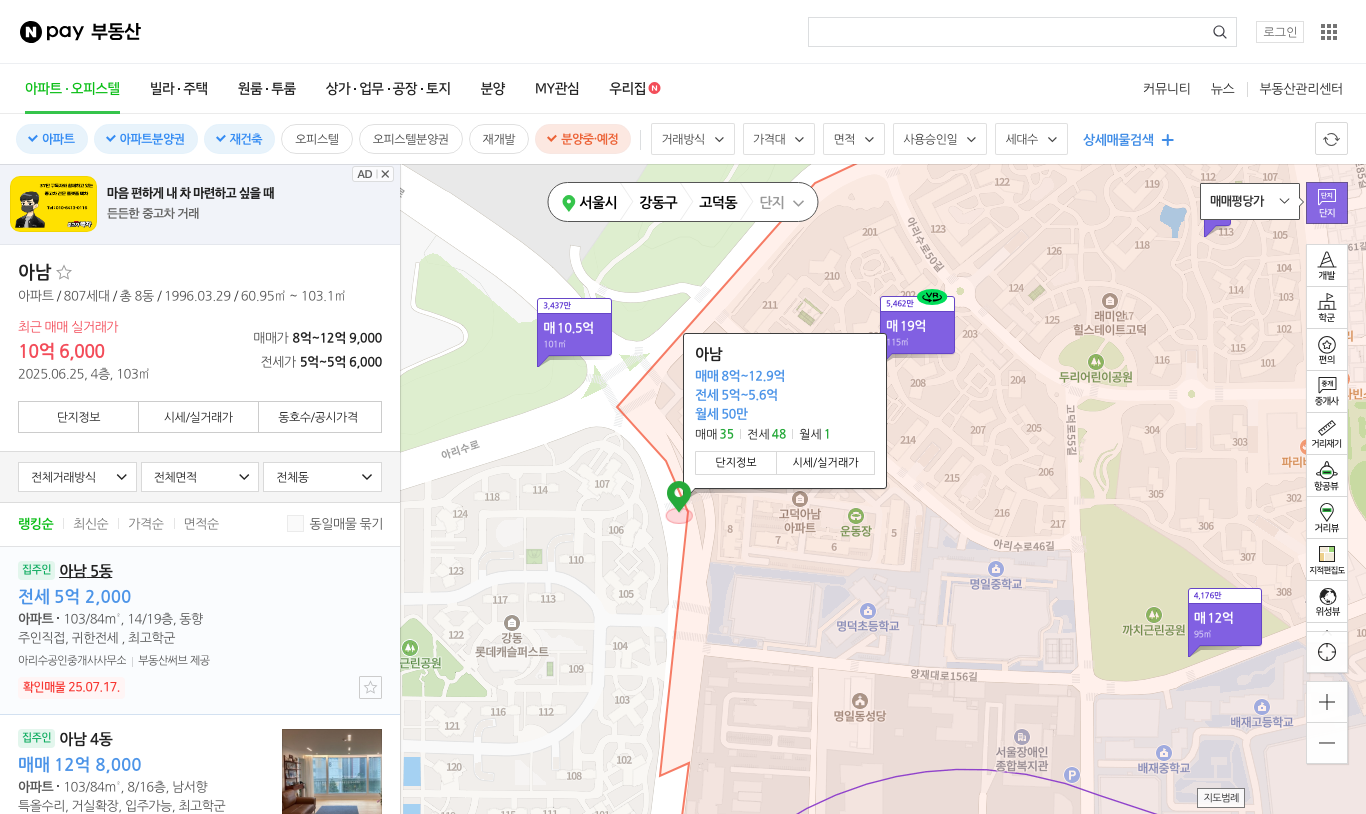 N pay 부동산
로그인
아파트·오피스텔 빌라·주택 원룸·투룸 상가·업무·공장·토지 분양 MY관심 우리집 N
커뮤니티 뉴스 부동산관리센터
아파트 아파트분양권 재건축 오피스텔 오피스텔분양권 재개발 분양중·예정
거래방식 가격대 면적 사용승인일 세대수 상세매물검색
AD
마음 편하게 내 차 마련하고 싶을 때
든든한 중고차 거래
아남
아파트 / 807세대 / 총 8동 / 1996.03.29 / 60.95㎡ ~ 103.1㎡
최근 매매 실거래가
10억 6,000
2025.06.25, 4층, 103㎡
매매가 8억~12억 9,000
전세가 5억~5억 6,000
단지정보 시세/실거래가 동호수/공시가격
전체거래방식 전체면적 전체동
랭킹순 최신순 가격순 면적순 동일매물 묶기
집주인 아남 5동
전세 5억 2,000
아파트 · 103/84㎡, 14/19층, 동향
주인직접, 귀한전세 , 최고학군
아리수공인중개사사무소 부동산써브 제공
확인매물 25.07.17.
집주인 아남 4동
매매 12억 8,000
아파트 · 103/84㎡, 8/16층, 남서향
특올수리, 거실확장, 입주가능, 최고학군
서울시 강동구 고덕동 단지
매매평당가
단지
단지
개발
학군
편의
중개
중개사
거리재기
항공뷰
거리뷰
지적편집도
위성뷰
지도범례
3,437만
매 10.5억
101㎡
5,462만
매 19억
115㎡
4,176만
매 12억
95㎡
아남
매매 8억~12.9억
전세 5억~5.6억
월세 50만
매매 35 전세 48 월세 1
단지정보 시세/실거래가
아리수로50길
아리수로
고덕로55길
아리수로46길
양재대로156길
래미안
힐스테이트고덕
두리어린이공원
고덕아남
아파트
운동장
명일중학교
명덕초등학교
까치근린공원
강동
롯데캐슬퍼스트
근린공원
명일동성당
서울장애인
종합복지관
P
배재고등학교
배재중학교
파리바
122
112
107
106
105
104
101
201
123
124
121
118
113
210
211
208
207
204
118
114
107
113
106
110
123
105
117
113
122
104
109
103
116
112
121
120
108
102
7
8
6
5
304
305
306
307
302
301